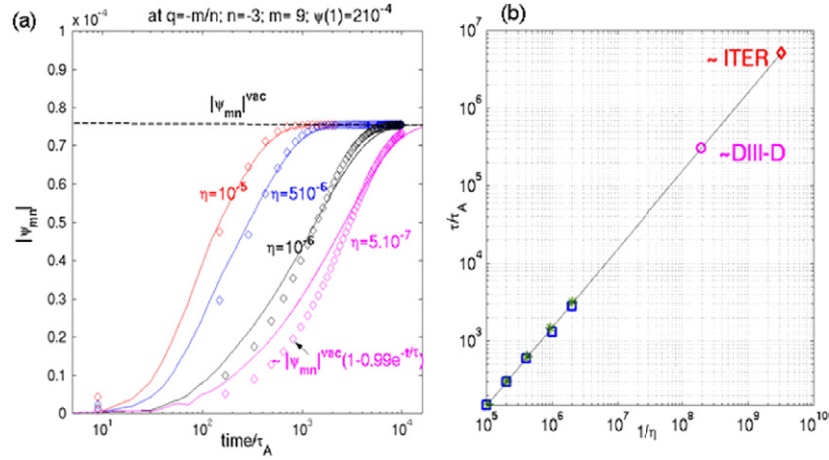 (a)
at q=-m/n; n=-3; m= 9; ψ(1)=210⁻⁴
x 10⁻⁴
1
0.9
0.8
0.7
0.6
0.5
0.4
0.3
0.2
0.1
0
|ψmn|
|ψmn|vac
η=10⁻⁵
η=510⁻⁶
η=10⁻⁶
η=5.10⁻⁷
~ |ψmn|vac(1-0.99e-t/τ)
10¹
10²
10³
10⁴
time/τA
(b)
10⁷
10⁶
10⁵
10⁴
10³
τ/τA
~ ITER
~DIII-D
10⁵
10⁶
10⁷
10⁸
10⁹
10¹⁰
1/η